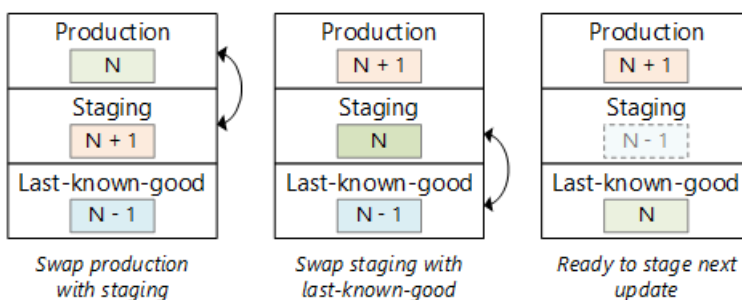 Production
N
Staging
N + 1
Last-known-good
N - 1
Swap production
with staging
Production
N + 1
Staging
N
Last-known-good
N - 1
Swap staging with
last-known-good
Production
N + 1
Staging
N - 1
Last-known-good
N
Ready to stage next
update